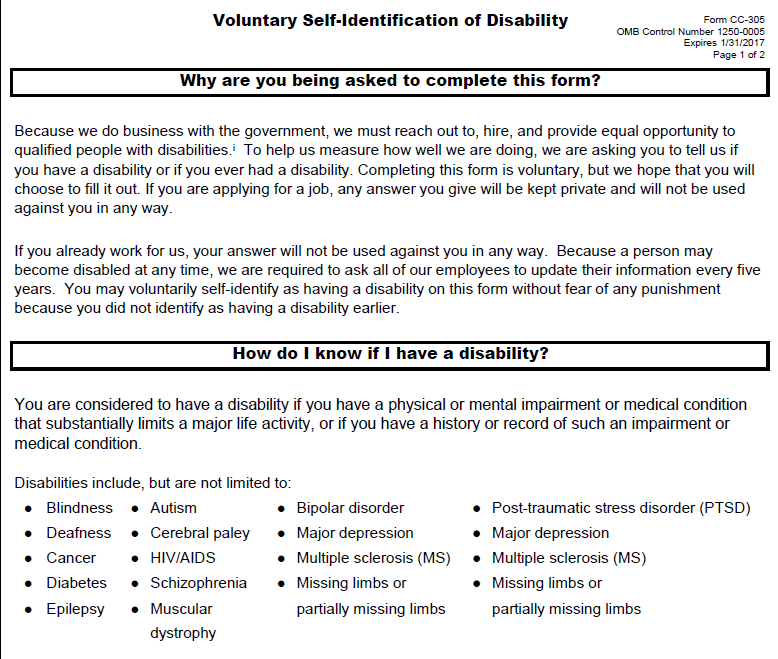 Voluntary Self-Identification of Disability
Form CC-305
OMB Control Number 1250-0005
Expires 1/31/2017
Page 1 of 2
Why are you being asked to complete this form?
Because we do business with the government, we must reach out to, hire, and provide equal opportunity to
qualified people with disabilities.i To help us measure how well we are doing, we are asking you to tell us if
you have a disability or if you ever had a disability. Completing this form is voluntary, but we hope that you will
choose to fill it out. If you are applying for a job, any answer you give will be kept private and will not be used
against you in any way.
If you already work for us, your answer will not be used against you in any way. Because a person may
become disabled at any time, we are required to ask all of our employees to update their information every five
years. You may voluntarily self-identify as having a disability on this form without fear of any punishment
because you did not identify as having a disability earlier.
How do I know if I have a disability?
You are considered to have a disability if you have a physical or mental impairment or medical condition
that substantially limits a major life activity, or if you have a history or record of such an impairment or
medical condition.
Disabilities include, but are not limited to:
● Blindness ● Autism ● Bipolar disorder ● Post-traumatic stress disorder (PTSD)
● Deafness ● Cerebral paley ● Major depression ● Major depression
● Cancer ● HIV/AIDS ● Multiple sclerosis (MS) ● Multiple sclerosis (MS)
● Diabetes ● Schizophrenia ● Missing limbs or ● Missing limbs or
● Epilepsy ● Muscular partially missing limbs partially missing limbs
dystrophy